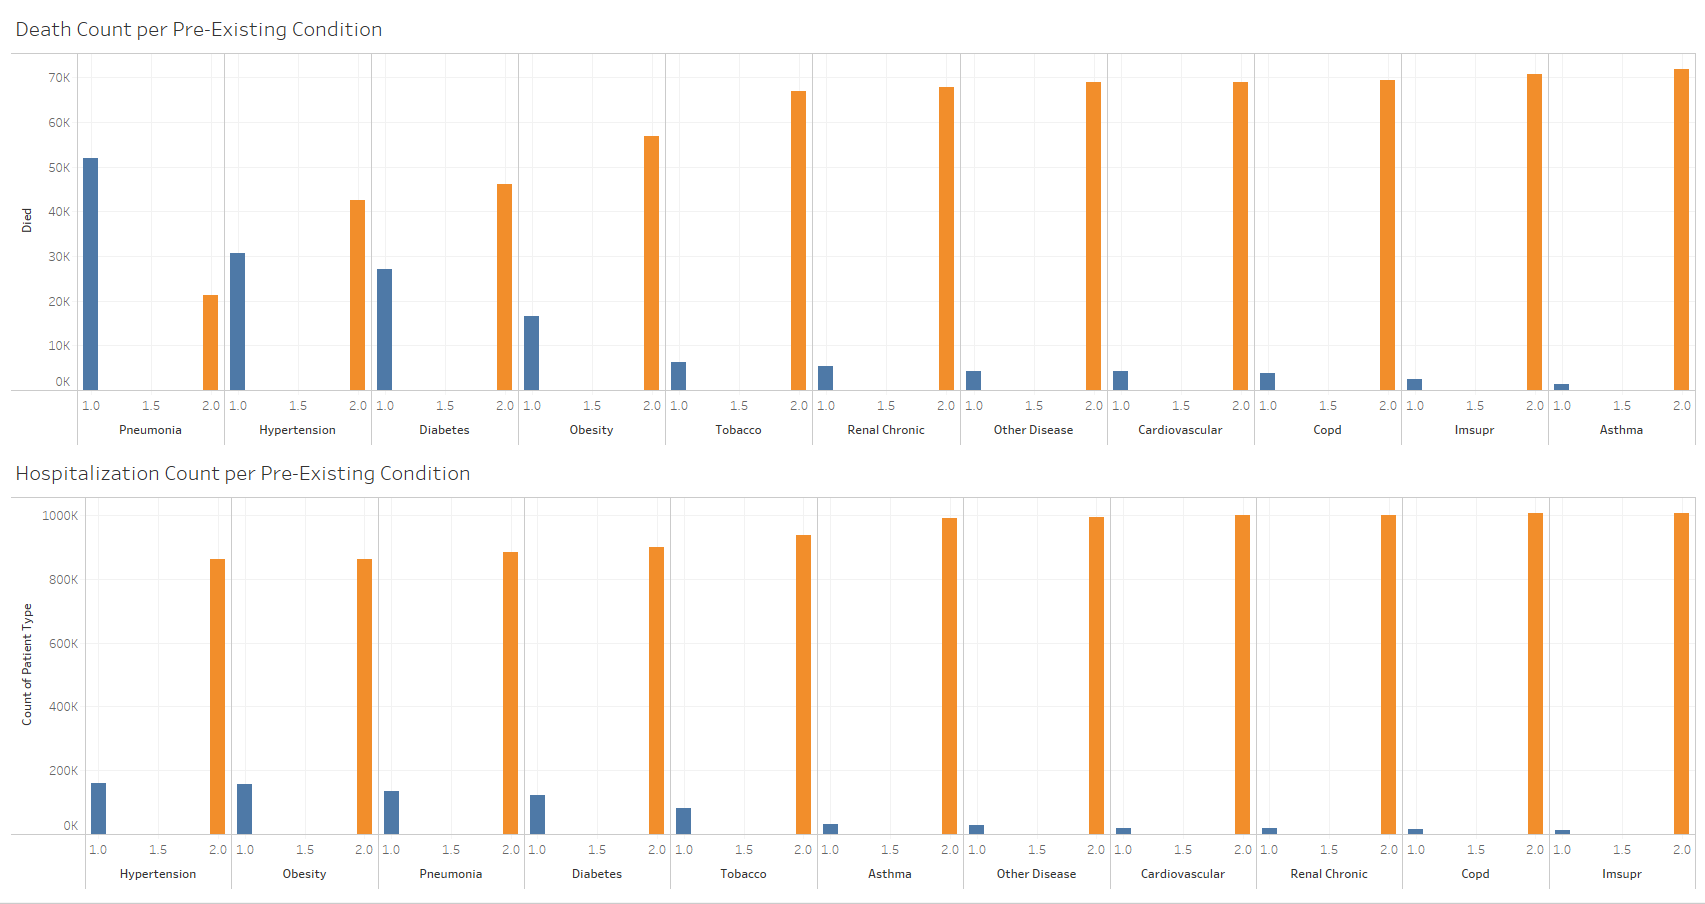 Death Count per Pre-Existing Condition
Died
70K
60K
50K
40K
30K
20K
10K
0K
1.0 1.5 2.0 1.0 1.5 2.0 1.0 1.5 2.0 1.0 1.5 2.0 1.0 1.5 2.0 1.0 1.5 2.0 1.0 1.5 2.0 1.0 1.5 2.0 1.0 1.5 2.0 1.0 1.5 2.0 1.0 1.5 2.0
Pneumonia Hypertension Diabetes Obesity Tobacco Renal Chronic Other Disease Cardiovascular Copd Imsupr Asthma
Hospitalization Count per Pre-Existing Condition
Count of Patient Type
1000K
800K
600K
400K
200K
0K
1.0 1.5 2.0 1.0 1.5 2.0 1.0 1.5 2.0 1.0 1.5 2.0 1.0 1.5 2.0 1.0 1.5 2.0 1.0 1.5 2.0 1.0 1.5 2.0 1.0 1.5 2.0 1.0 1.5 2.0 1.0 1.5 2.0
Hypertension Obesity Pneumonia Diabetes Tobacco Asthma Other Disease Cardiovascular Renal Chronic Copd Imsupr